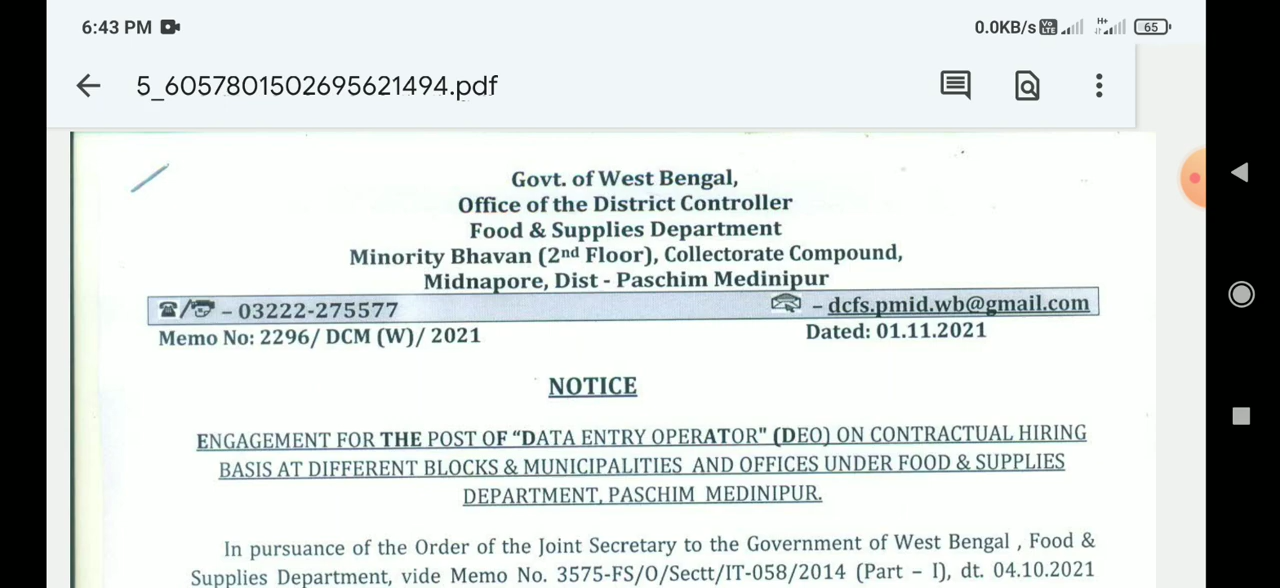 6:43 PM
0.0KB/s Vo LTE H+ 65
5_6057801502695621494.pdf
Govt. of West Bengal,
Office of the District Controller
Food & Supplies Department
Minority Bhavan (2nd Floor), Collectorate Compound,
Midnapore, Dist - Paschim Medinipur
– 03222-275577 – dcfs.pmid.wb@gmail.com
Memo No: 2296/ DCM (W)/ 2021 Dated: 01.11.2021
NOTICE
ENGAGEMENT FOR THE POST OF “DATA ENTRY OPERATOR" (DEO) ON CONTRACTUAL HIRING
BASIS AT DIFFERENT BLOCKS & MUNICIPALITIES AND OFFICES UNDER FOOD & SUPPLIES
DEPARTMENT, PASCHIM MEDINIPUR.
In pursuance of the Order of the Joint Secretary to the Government of West Bengal , Food &
Supplies Department, vide Memo No. 3575-FS/O/Sectt/IT-058/2014 (Part – I), dt. 04.10.2021